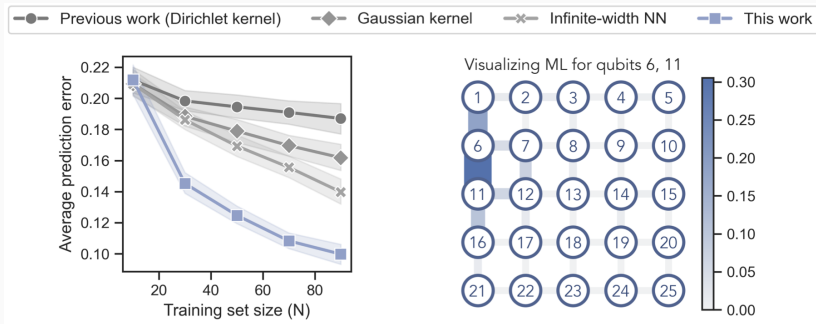 Previous work (Dirichlet kernel) Gaussian kernel Infinite-width NN This work
Average prediction error
0.22
0.20
0.18
0.16
0.14
0.12
0.10
20 40 60 80
Training set size (N)
Visualizing ML for qubits 6, 11
1 2 3 4 5
6 7 8 9 10
11 12 13 14 15
16 17 18 19 20
21 22 23 24 25
0.30
0.25
0.20
0.15
0.10
0.05
0.00